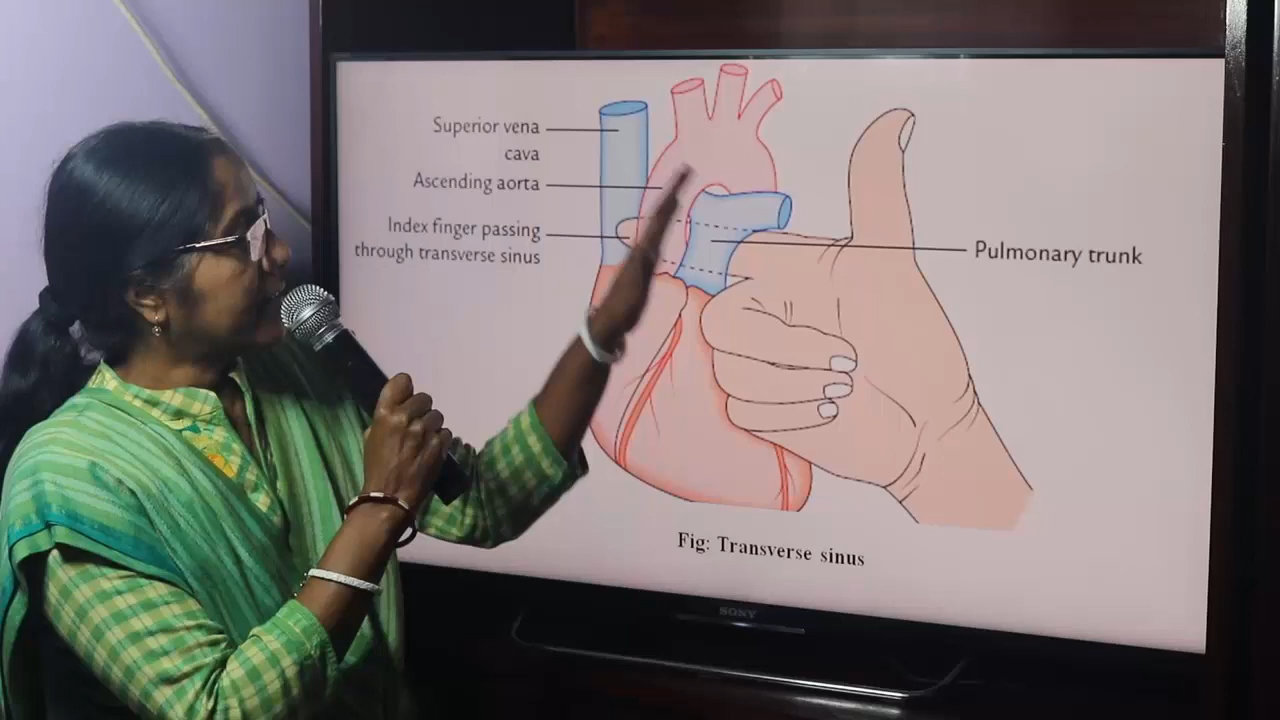 Superior vena
cava
Ascending aorta
Index finger passing
through transverse sinus
Pulmonary trunk
Fig: Transverse sinus
SONY